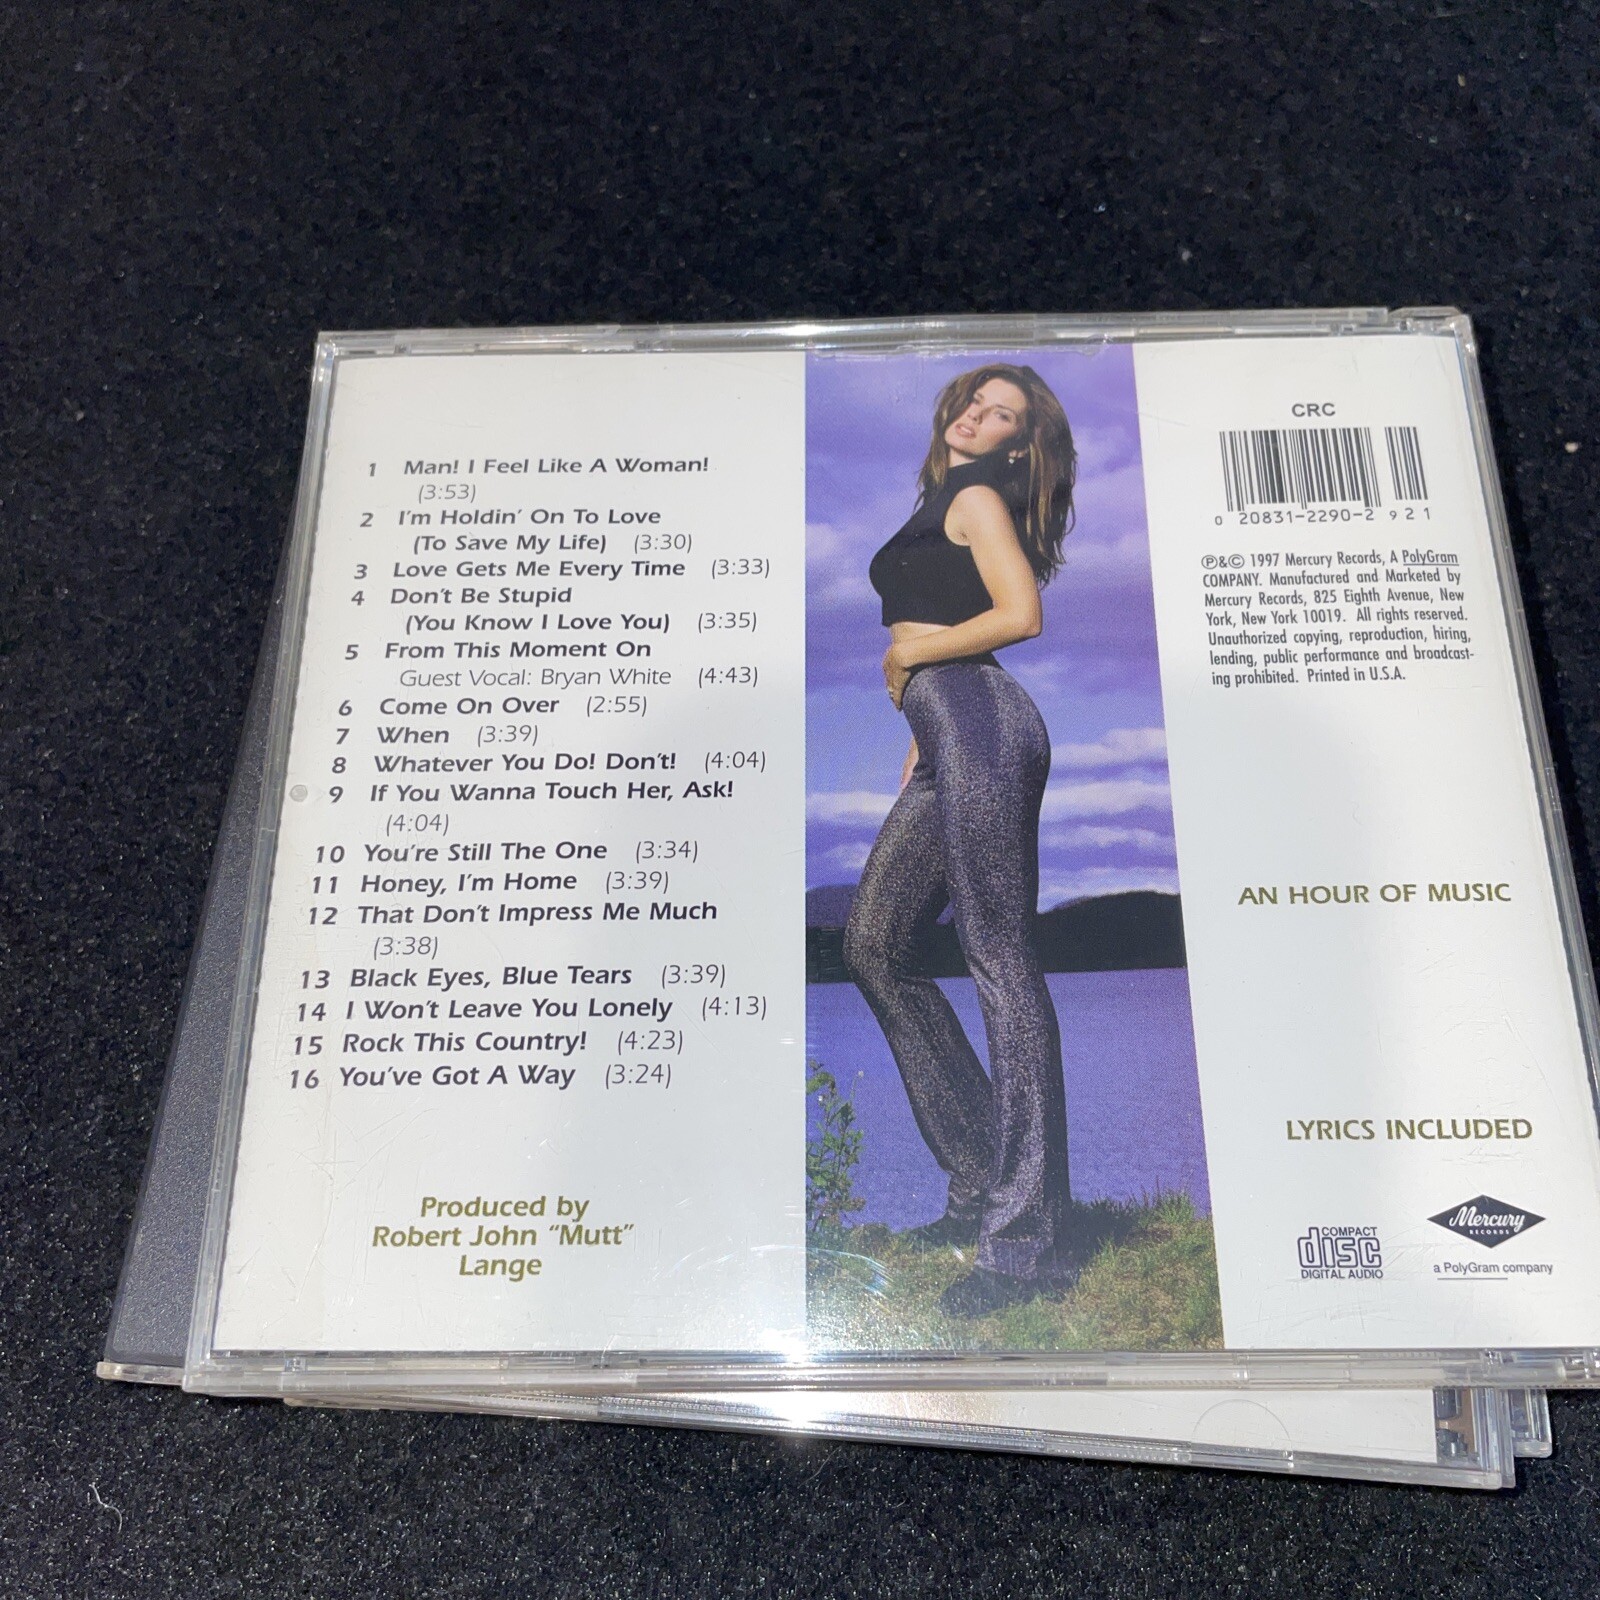 1 Man! I Feel Like A Woman!
(3:53)
2 I'm Holdin' On To Love
(To Save My Life) (3:30)
3 Love Gets Me Every Time (3:33)
4 Don't Be Stupid
(You Know I Love You) (3:35)
5 From This Moment On
Guest Vocal: Bryan White (4:43)
6 Come On Over (2:55)
7 When (3:39)
8 Whatever You Do! Don't! (4:04)
9 If You Wanna Touch Her, Ask!
(4:04)
10 You're Still The One (3:34)
11 Honey, I'm Home (3:39)
12 That Don't Impress Me Much
(3:38)
13 Black Eyes, Blue Tears (3:39)
14 I Won't Leave You Lonely (4:13)
15 Rock This Country! (4:23)
16 You've Got A Way (3:24)
Produced by
Robert John "Mutt"
Lange
CRC
0 20831-2290-2 921
℗&© 1997 Mercury Records, A PolyGram
COMPANY. Manufactured and Marketed by
Mercury Records, 825 Eighth Avenue, New
York, New York 10019. All rights reserved.
Unauthorized copying, reproduction, hiring,
lending, public performance and broadcast-
ing prohibited. Printed in U.S.A.
AN HOUR OF MUSIC
LYRICS INCLUDED
COMPACT
disc
DIGITAL AUDIO
Mercury
RECORDS
a PolyGram company